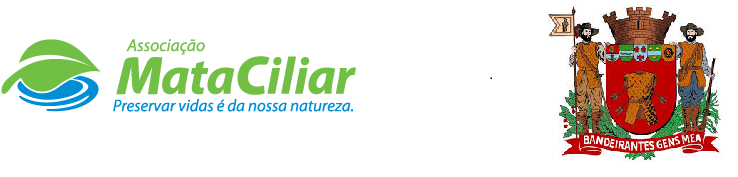 Associação
MataCiliar
Preservar vidas é da nossa natureza.
BANDEIRANTES GENS MEA